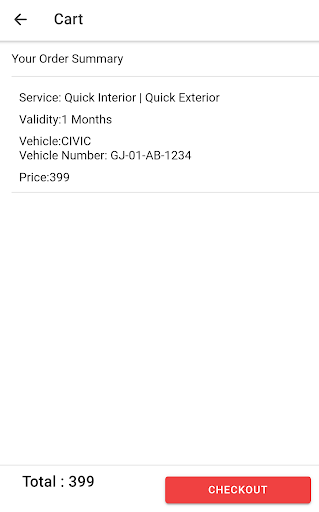 Cart
Your Order Summary
Service: Quick Interior | Quick Exterior
Validity:1 Months
Vehicle:CIVIC
Vehicle Number: GJ-01-AB-1234
Price:399
Total : 399
CHECKOUT